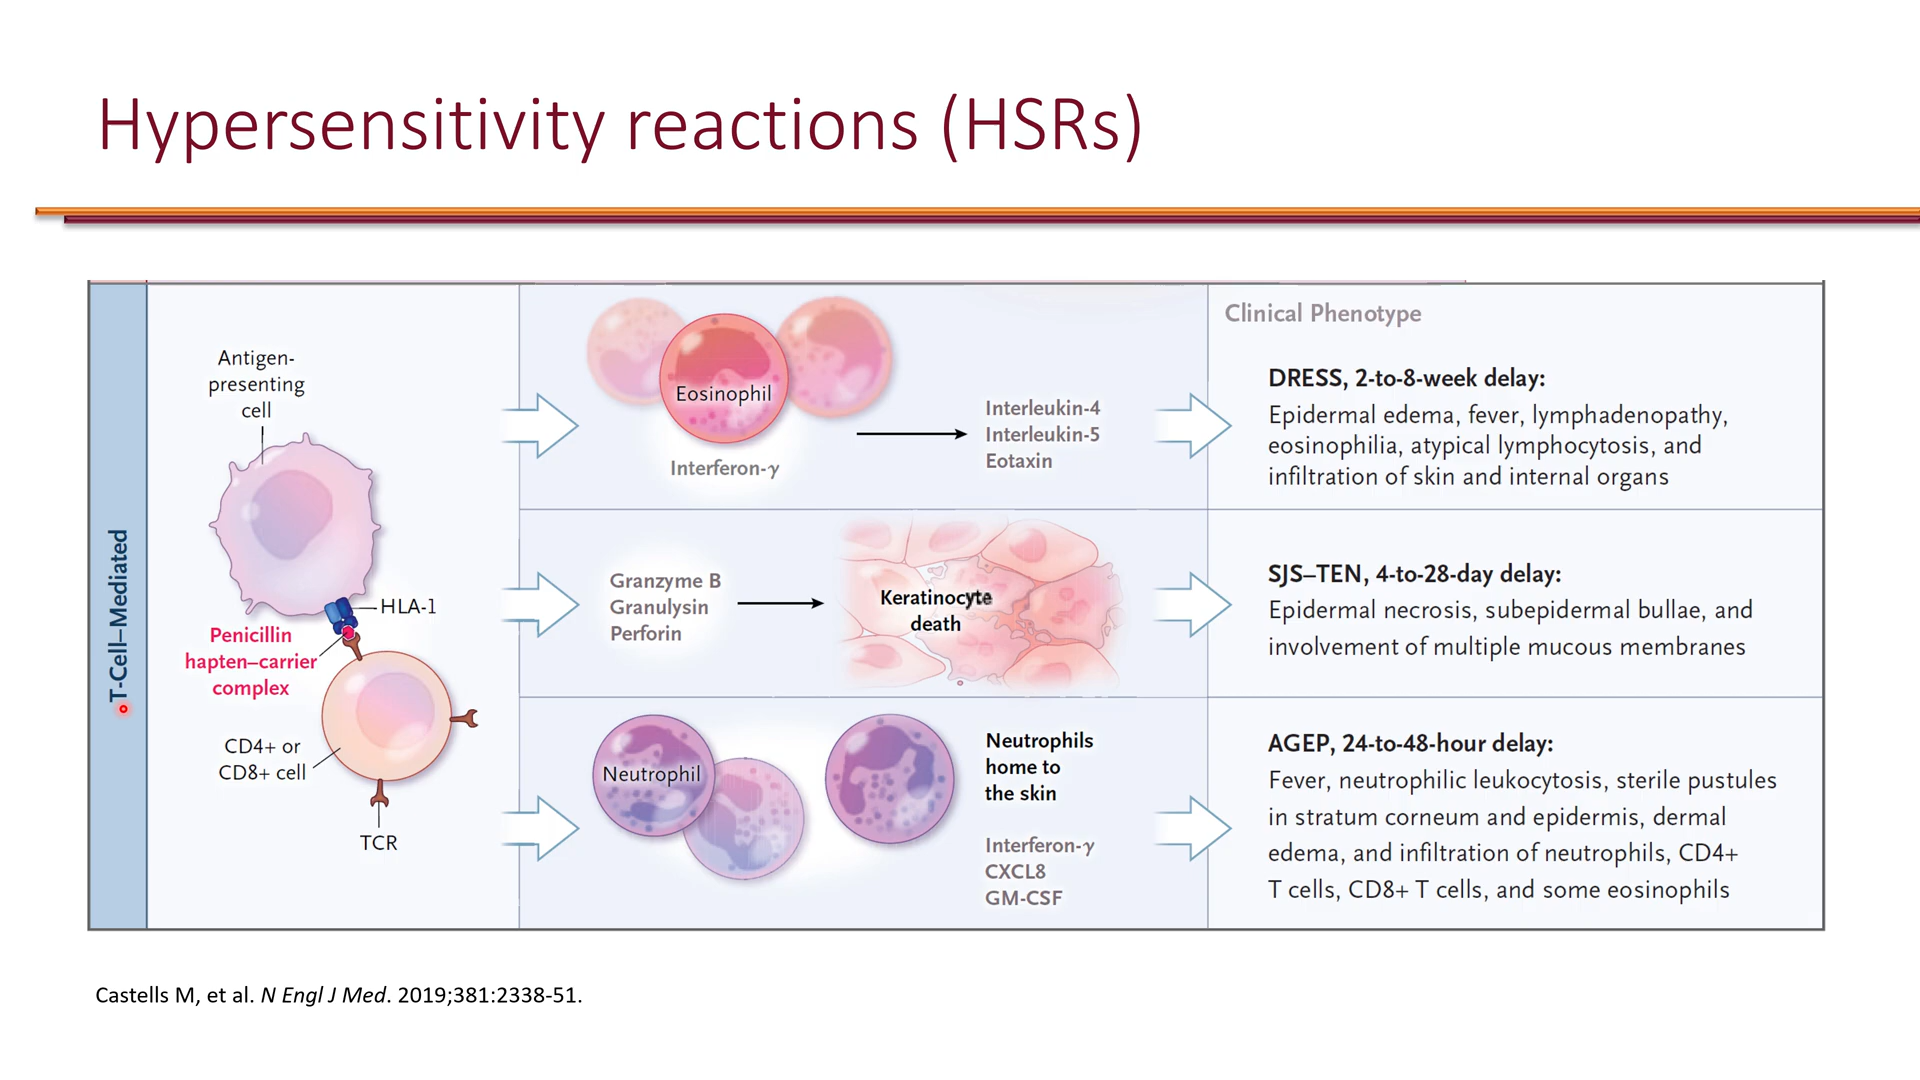 Hypersensitivity reactions (HSRs)
T-Cell–Mediated
Antigen-
presenting
cell
HLA-1
Penicillin
hapten–carrier
complex
CD4+ or
CD8+ cell
TCR
Eosinophil
Interferon-γ
Interleukin-4
Interleukin-5
Eotaxin
Granzyme B
Granulysin
Perforin
Keratinocyte
death
Neutrophil
Neutrophils
home to
the skin
Interferon-γ
CXCL8
GM-CSF
Clinical Phenotype
DRESS, 2-to-8-week delay:
Epidermal edema, fever, lymphadenopathy,
eosinophilia, atypical lymphocytosis, and
infiltration of skin and internal organs
SJS–TEN, 4-to-28-day delay:
Epidermal necrosis, subepidermal bullae, and
involvement of multiple mucous membranes
AGEP, 24-to-48-hour delay:
Fever, neutrophilic leukocytosis, sterile pustules
in stratum corneum and epidermis, dermal
edema, and infiltration of neutrophils, CD4+
T cells, CD8+ T cells, and some eosinophils
Castells M, et al. N Engl J Med. 2019;381:2338-51.